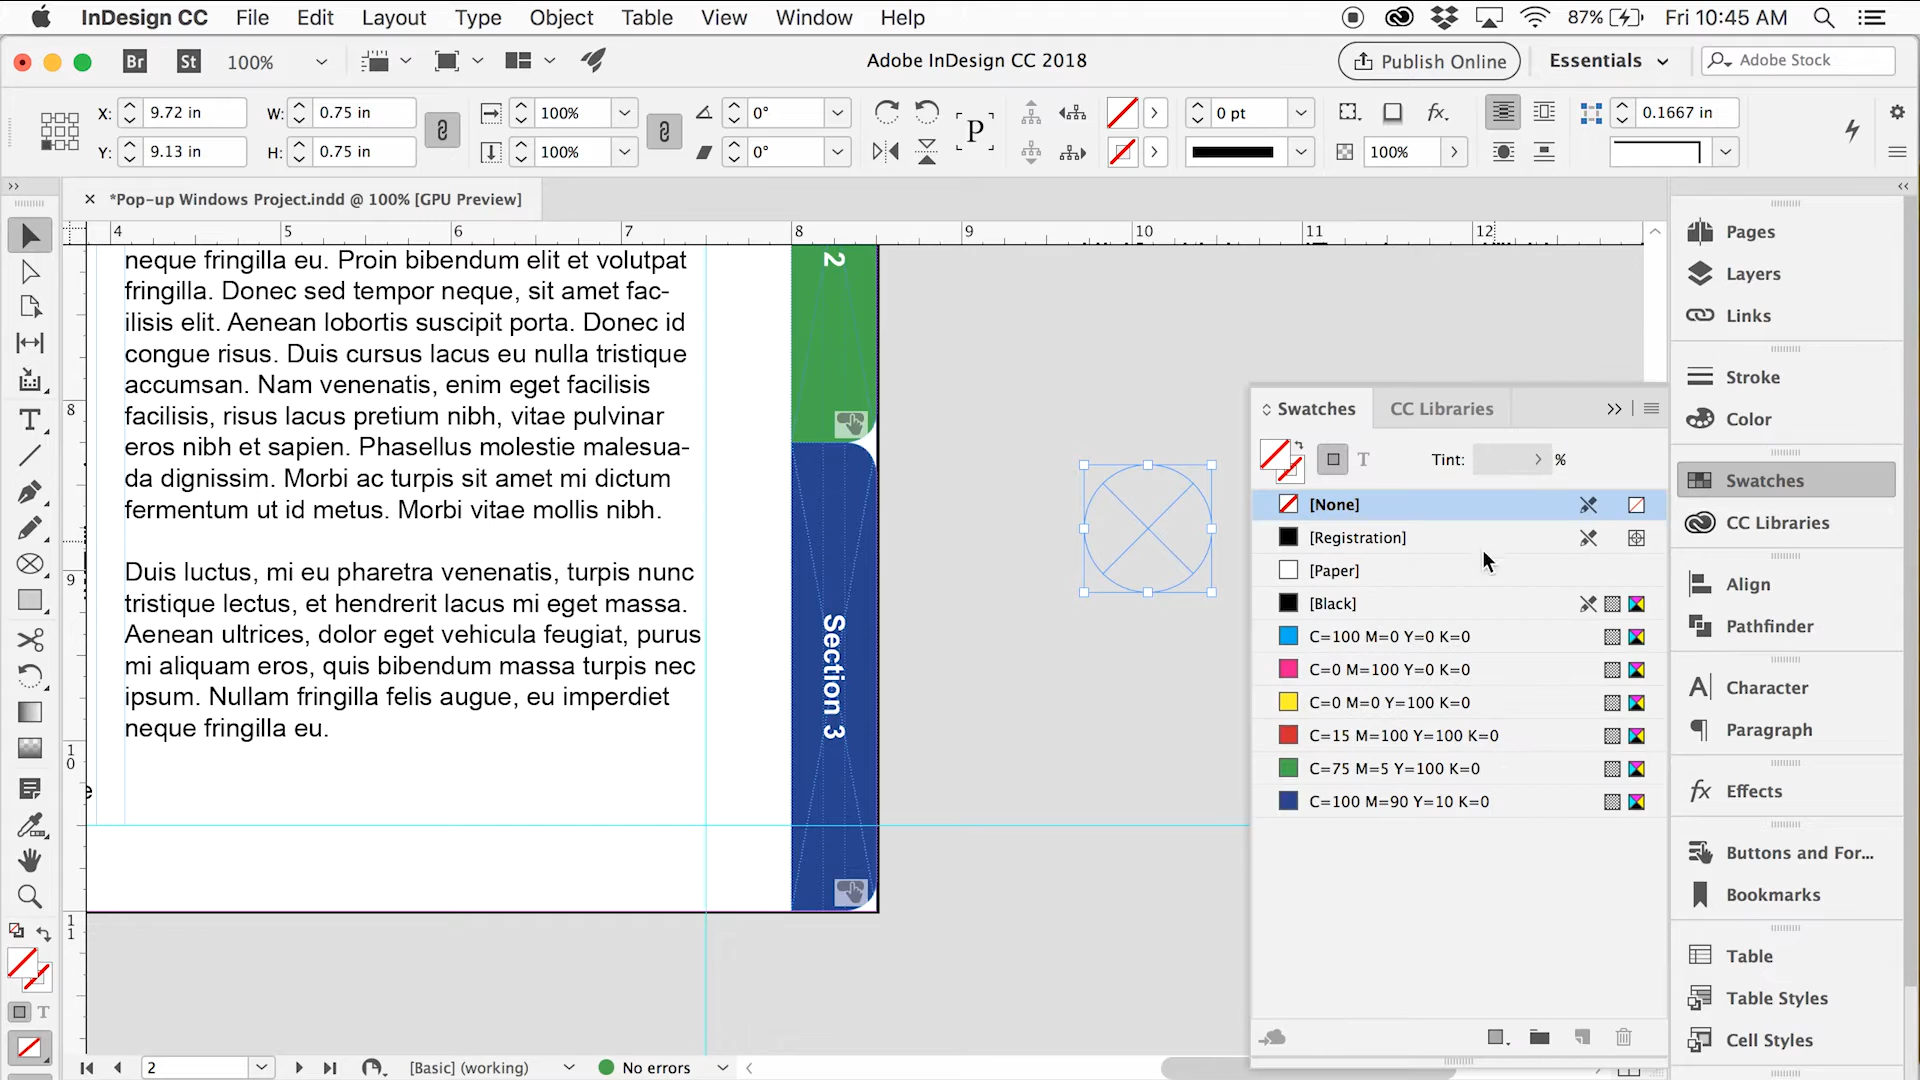 InDesign CC File Edit Layout Type Object Table View Window Help 87% Fri 10:45 AM
Br St 100% Adobe InDesign CC 2018 Publish Online Essentials Adobe Stock
X: 9.72 in W: 0.75 in 100% 0° P 0 pt fx. 0.1667 in
Y: 9.13 in H: 0.75 in 100% 0° 100%
*Pop-up Windows Project.indd @ 100% [GPU Preview]
4 5 6 7 8 9 10 11 12
8
9
10
11
neque fringilla eu. Proin bibendum elit et volutpat
fringilla. Donec sed tempor neque, sit amet fac-
ilisis elit. Aenean lobortis suscipit porta. Donec id
congue risus. Duis cursus lacus eu nulla tristique
accumsan. Nam venenatis, enim eget facilisis
facilisis, risus lacus pretium nibh, vitae pulvinar
eros nibh et sapien. Phasellus molestie malesua-
da dignissim. Morbi ac turpis sit amet mi dictum
fermentum ut id metus. Morbi vitae mollis nibh.
Duis luctus, mi eu pharetra venenatis, turpis nunc
tristique lectus, et hendrerit lacus mi eget massa.
Aenean ultrices, dolor eget vehicula feugiat, purus
mi aliquam eros, quis bibendum massa turpis nec
ipsum. Nullam fringilla felis augue, eu imperdiet
neque fringilla eu.
e
2
Section 3
Swatches CC Libraries
T Tint: %
[None]
[Registration]
[Paper]
[Black]
C=100 M=0 Y=0 K=0
C=0 M=100 Y=0 K=0
C=0 M=0 Y=100 K=0
C=15 M=100 Y=100 K=0
C=75 M=5 Y=100 K=0
C=100 M=90 Y=10 K=0
Pages
Layers
Links
Stroke
Color
Swatches
CC Libraries
Align
Pathfinder
Character
Paragraph
fx Effects
Buttons and For...
Bookmarks
Table
Table Styles
Cell Styles
T
T
2 [Basic] (working) No errors